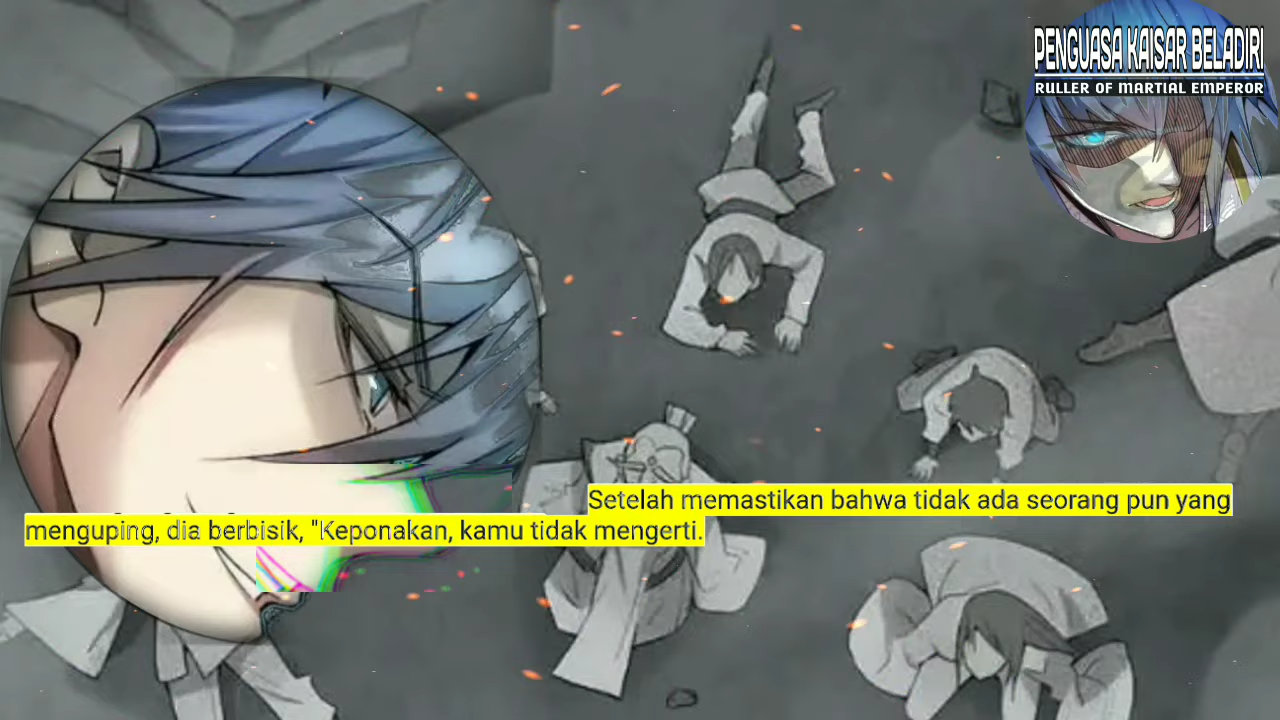 PENGUASA KAISAR BELADIRI
RULLER OF MARTIAL EMPEROR
Setelah memastikan bahwa tidak ada seorang pun yang
menguping, dia berbisik, "Keponakan, kamu tidak mengerti.